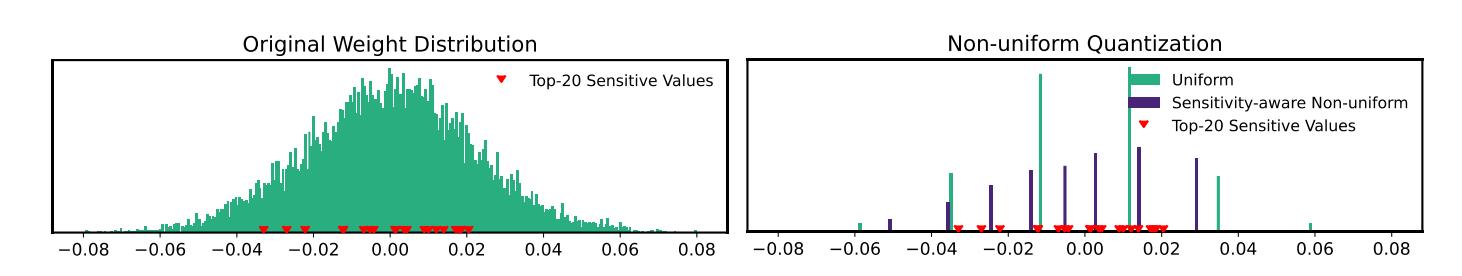 Original Weight Distribution
Top-20 Sensitive Values
−0.08 −0.06 −0.04 −0.02 0.00 0.02 0.04 0.06 0.08
Non-uniform Quantization
Uniform
Sensitivity-aware Non-uniform
Top-20 Sensitive Values
−0.08 −0.06 −0.04 −0.02 0.00 0.02 0.04 0.06 0.08